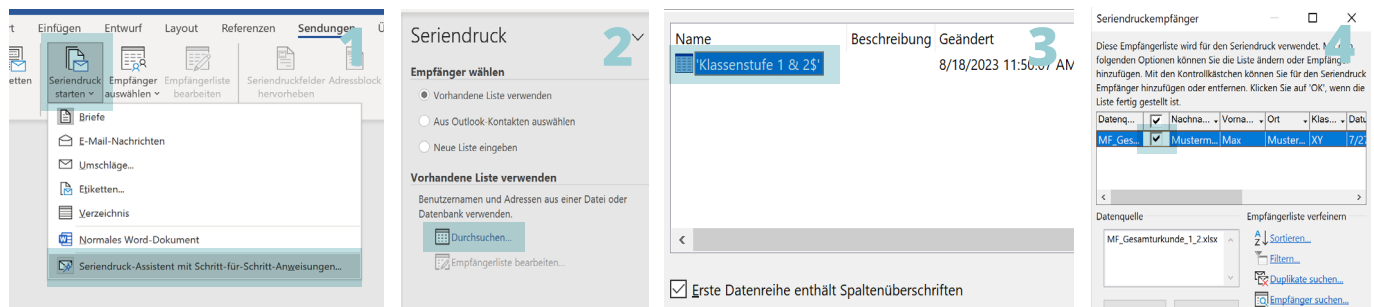 Einfügen Entwurf Layout Referenzen Sendungen
1
Seriendruck starten
Empfänger auswählen
Empfängerliste bearbeiten
Seriendruckfelder hervorheben
Adressblock
Briefe
E-Mail-Nachrichten
Umschläge...
Etiketten...
Verzeichnis
Normales Word-Dokument
Seriendruck-Assistent mit Schritt-für-Schritt-Anweisungen...
Seriendruck
2
Empfänger wählen
Vorhandene Liste verwenden
Aus Outlook-Kontakten auswählen
Neue Liste eingeben
Vorhandene Liste verwenden
Benutzernamen und Adressen aus einer Datei oder
Datenbank verwenden.
Durchsuchen...
Empfängerliste bearbeiten...
Name Beschreibung Geändert
3
'Klassenstufe 1 & 2$' 8/18/2023 AM
Erste Datenreihe enthält Spaltenüberschriften
Seriendruckempfänger
4
Diese Empfängerliste wird für den Seriendruck verwendet. Mit den
folgenden Optionen können Sie die Liste ändern oder Empfänger
hinzufügen. Mit den Kontrollkästchen können Sie für den Seriendruck
Empfänger hinzufügen oder entfernen. Klicken Sie auf 'OK', wenn die
Liste fertig gestellt ist.
Datenq... Nachna... Vorna... Ort Klas... Datu
MF_Ges... Musterm... Max Muster... XY 7/27
Datenquelle
MF_Gesamturkunde_1_2.xlsx
Empfängerliste verfeinern
Sortieren...
Filtern...
Duplikate suchen...
Empfänger suchen...